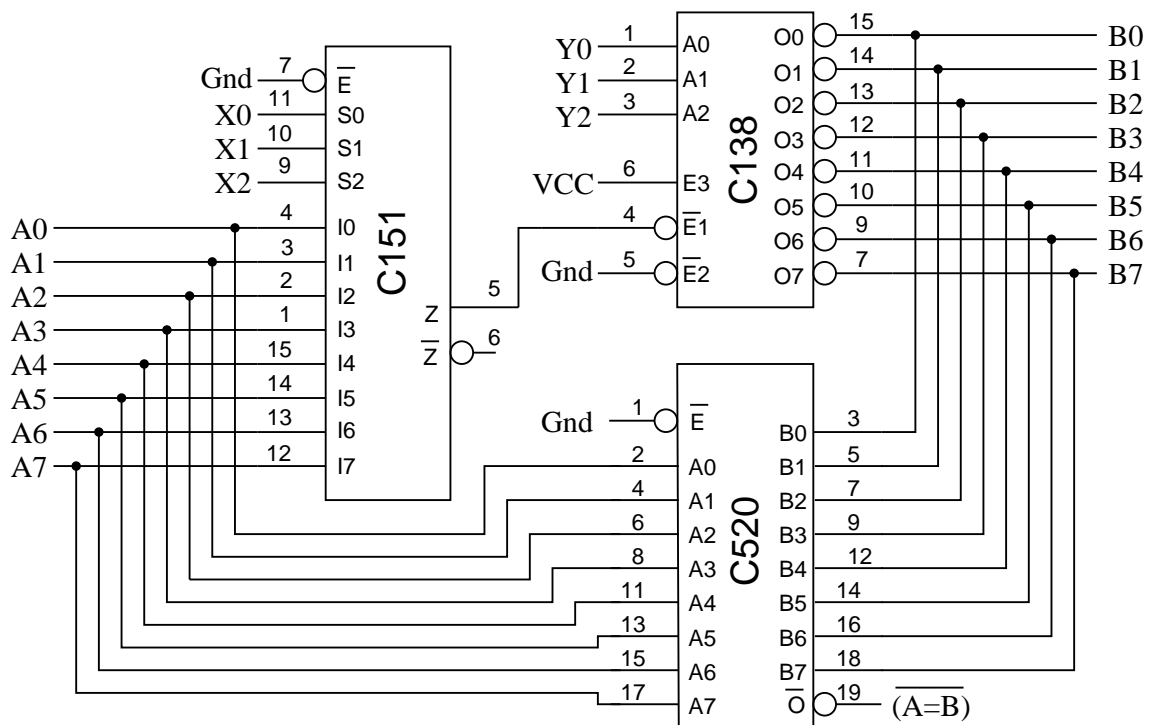 Gnd 7 E
X0 11 S0
X1 10 S1
X2 9 S2
A0 4 I0
A1 3 I1
A2 2 I2
A3 1 I3
A4 15 I4
A5 14 I5
A6 13 I6
A7 12 I7
C151
Z 5
Z 6
Y0 1 A0
Y1 2 A1
Y2 3 A2
VCC 6 E3
4 E1
Gnd 5 E2
C138
O0 15 B0
O1 14 B1
O2 13 B2
O3 12 B3
O4 11 B4
O5 10 B5
O6 9 B6
O7 7 B7
Gnd 1 E
2 A0
4 A1
6 A2
8 A3
11 A4
13 A5
15 A6
17 A7
C520
B0 3
B1 5
B2 7
B3 9
B4 12
B5 14
B6 16
B7 18
O 19 (A=B)